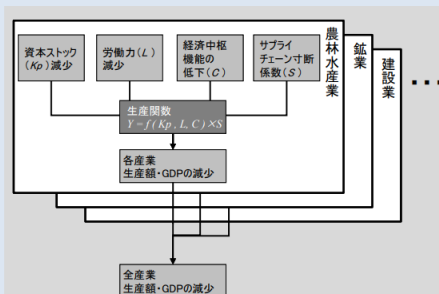 資本ストック
(Kp)減少
労働力(L)
減少
経済中枢
機能の
低下(C)
サプライ
チェーン寸断
係数(S)
農林水産業
鉱業
建設業
・・・・
生産関数
Y = f ( Kp , L, C ) × S
各産業
生産額・GDPの減少
全産業
生産額・GDPの減少